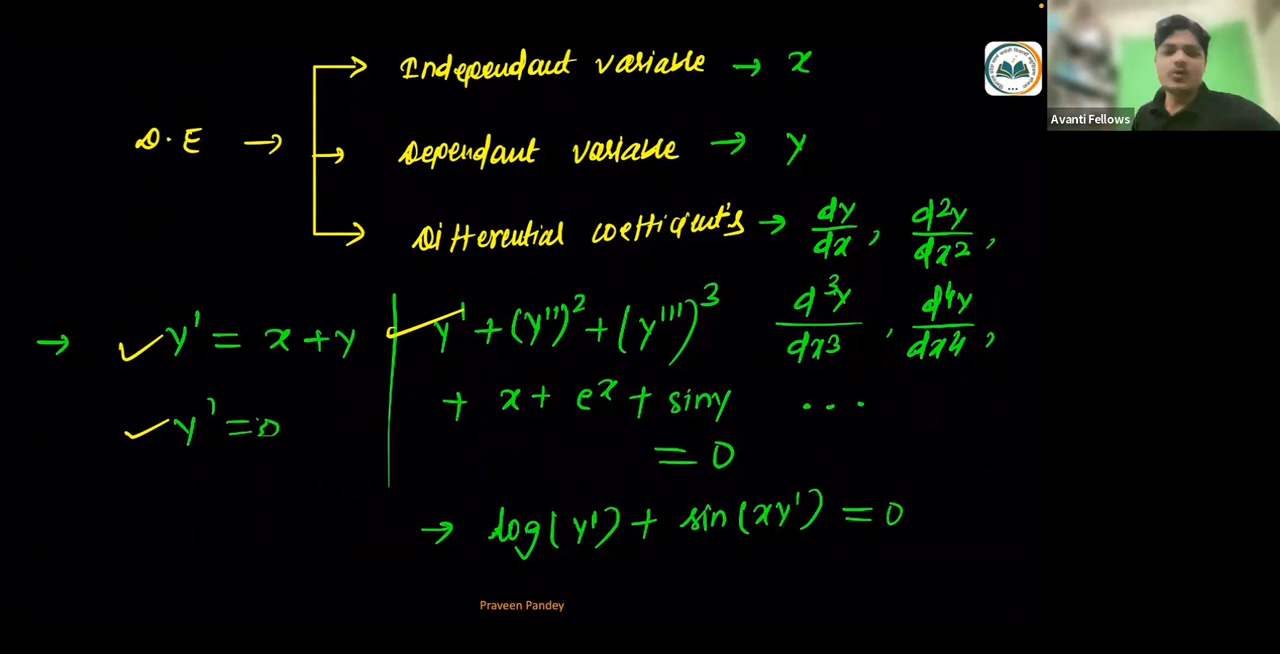 Independant variable → x
D.E → Dependant variable → y
Differential coefficient's → dy/dx, d2y/dx2,
d3y/dx3, d4y/dx4, ...
→ ✓ y' = x+y
✓ y' = 0
y' + (y'')² + (y''')³
+ x + eˣ + siny
= 0
→ log(y') + sin(xy') = 0
Avanti Fellows
Praveen Pandey